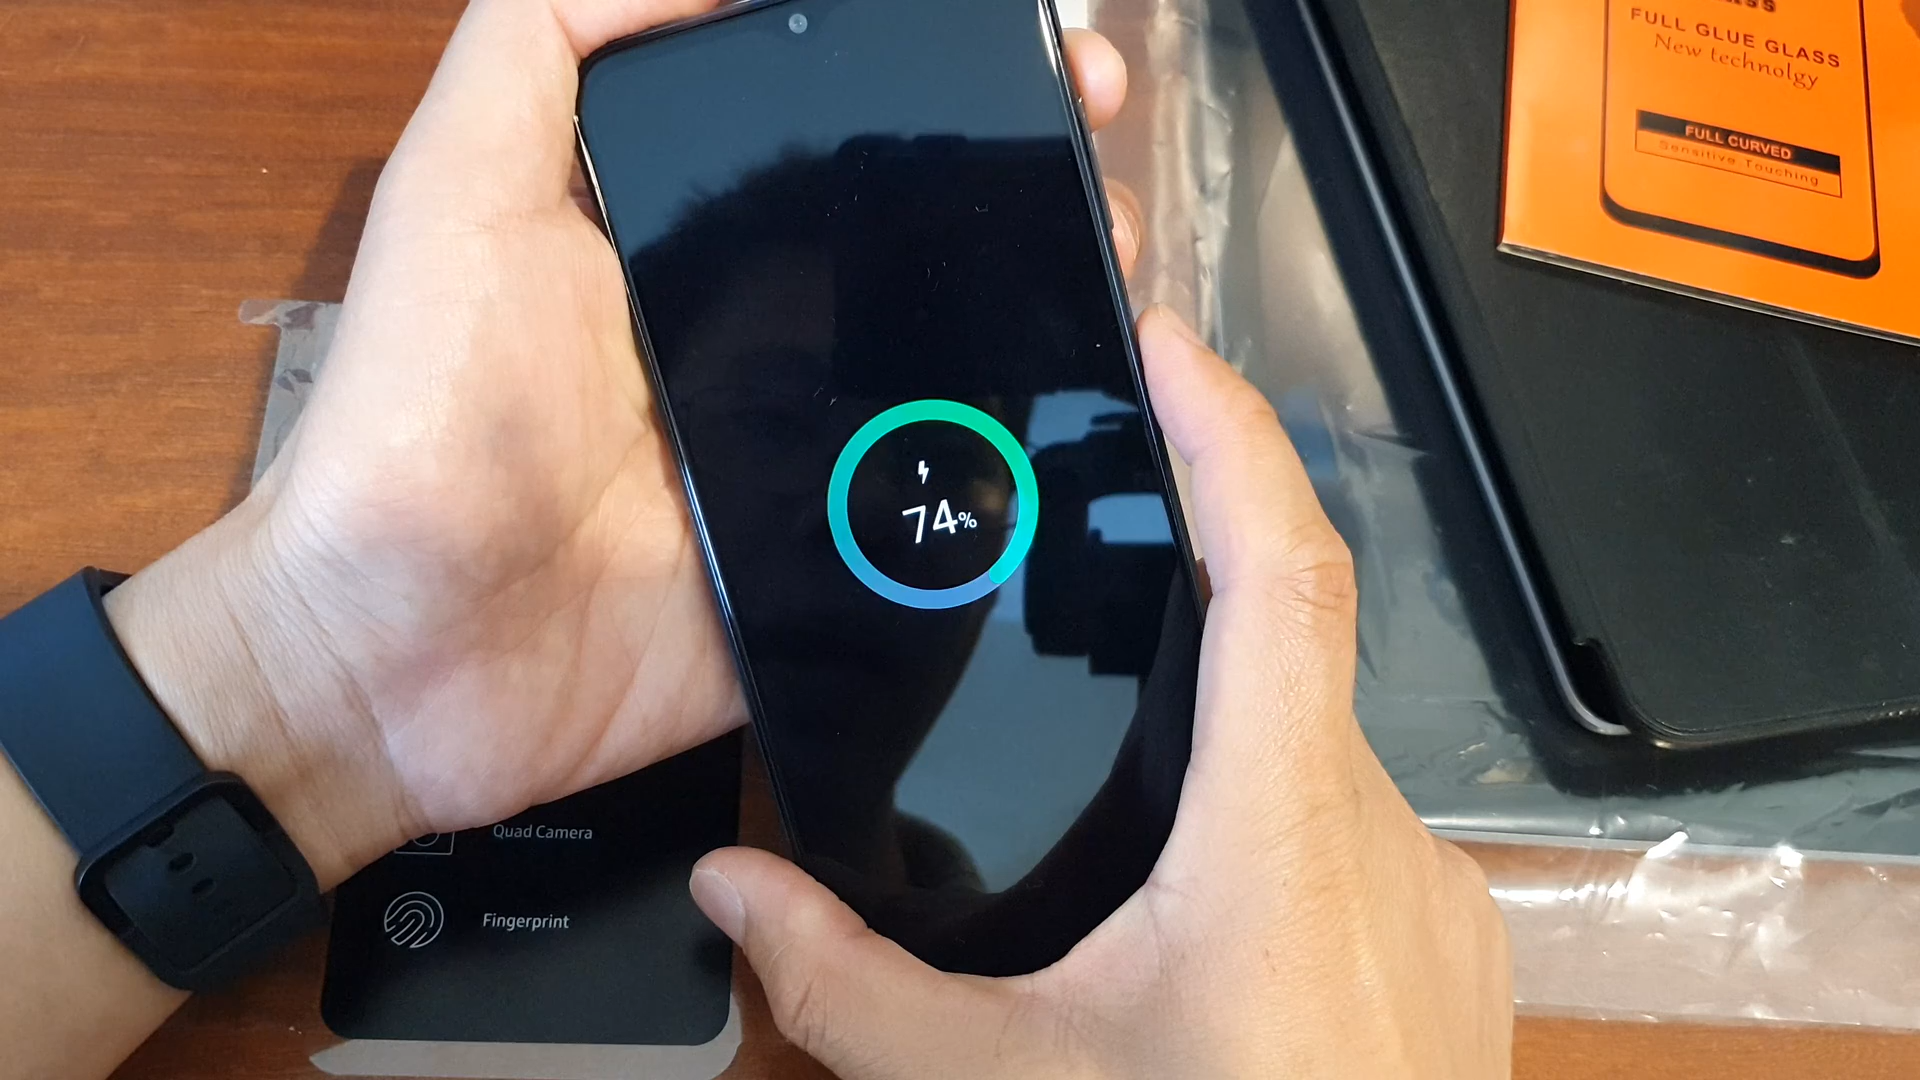 FULL GLUE GLASS
New technolgy
FULL CURVED
Sensitive Touching
74%
Quad Camera
Fingerprint